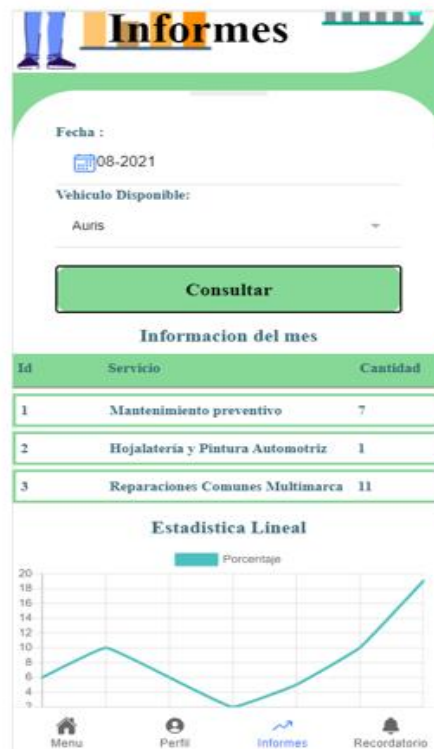 Informes
Fecha :
08-2021
Vehiculo Disponible:
Auris
Consultar
Informacion del mes
Id Servicio Cantidad
1 Mantenimiento preventivo 7
2 Hojalatería y Pintura Automotriz 1
3 Reparaciones Comunes Multimarca 11
Estadistica Lineal
Porcentaje
20
18
16
14
12
10
8
6
4
2
Menu Perfil Informes Recordatorio